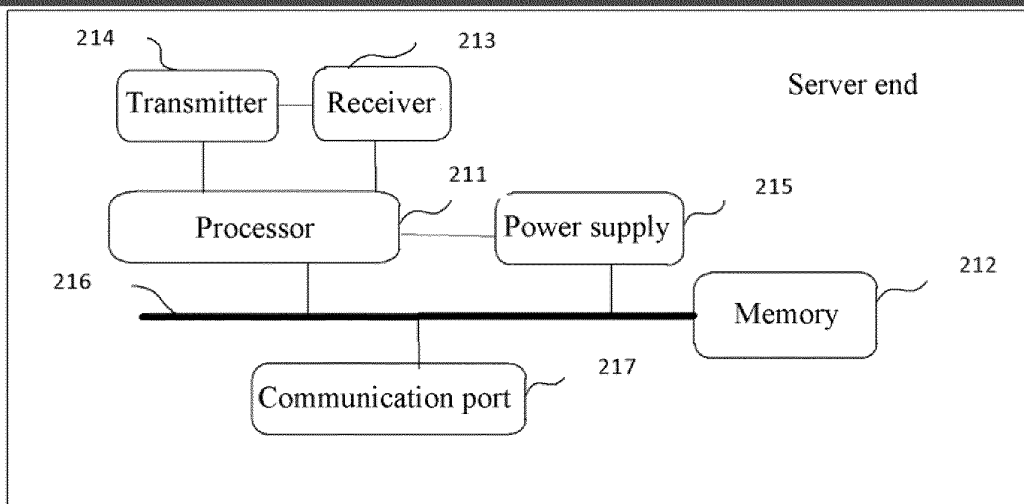 214
213
Transmitter
Receiver
Server end
211
215
Processor
Power supply
212
216
Memory
217
Communication port